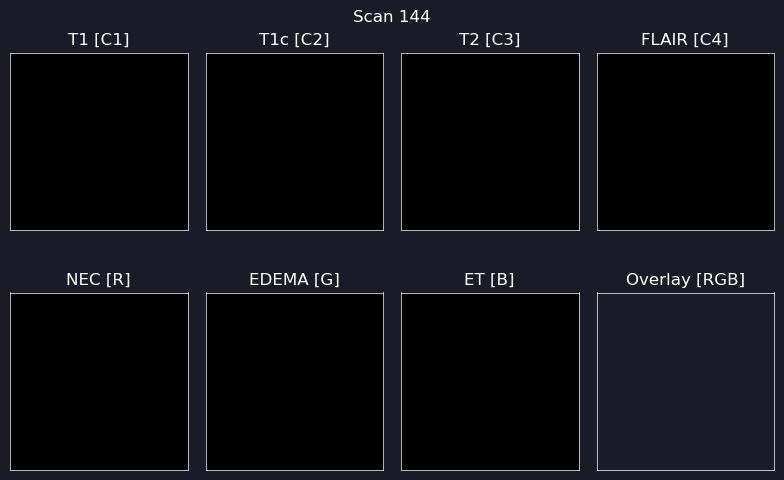 Scan 144
T1 [C1]
T1c [C2]
T2 [C3]
FLAIR [C4]
NEC [R]
EDEMA [G]
ET [B]
Overlay [RGB]